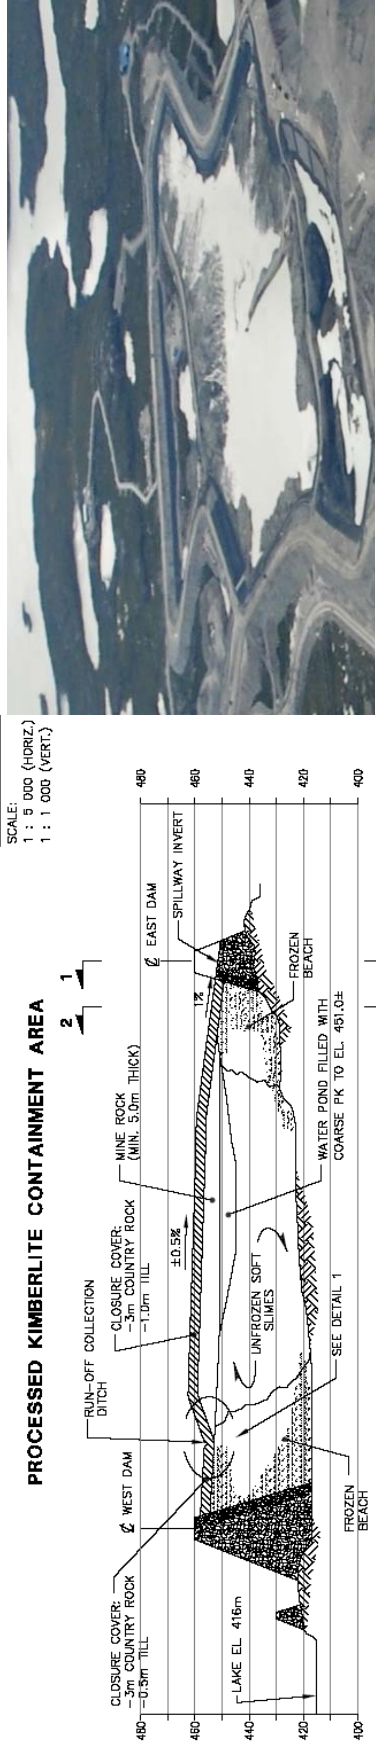 SCALE:
1 : 5 000 (HORIZ.)
1 : 1 000 (VERT.)
PROCESSED KIMBERLITE CONTAINMENT AREA
2
1
CLOSURE COVER:
-3m COUNTRY ROCK
-0.5m TILL
℄ WEST DAM
RUN-OFF COLLECTION
DITCH
CLOSURE COVER:
-3m COUNTRY ROCK
-1.0m TILL
MINE ROCK
(MIN. 5.0m THICK)
℄ EAST DAM
SPILLWAY INVERT
±0.5%
1%
480
460
440
420
400
480
460
440
420
400
LAKE EL 416m
UNFROZEN SOFT
SLIMES
FROZEN
BEACH
SEE DETAIL 1
WATER POND FILLED WITH
COARSE PK TO EL. 451.0±
FROZEN
BEACH